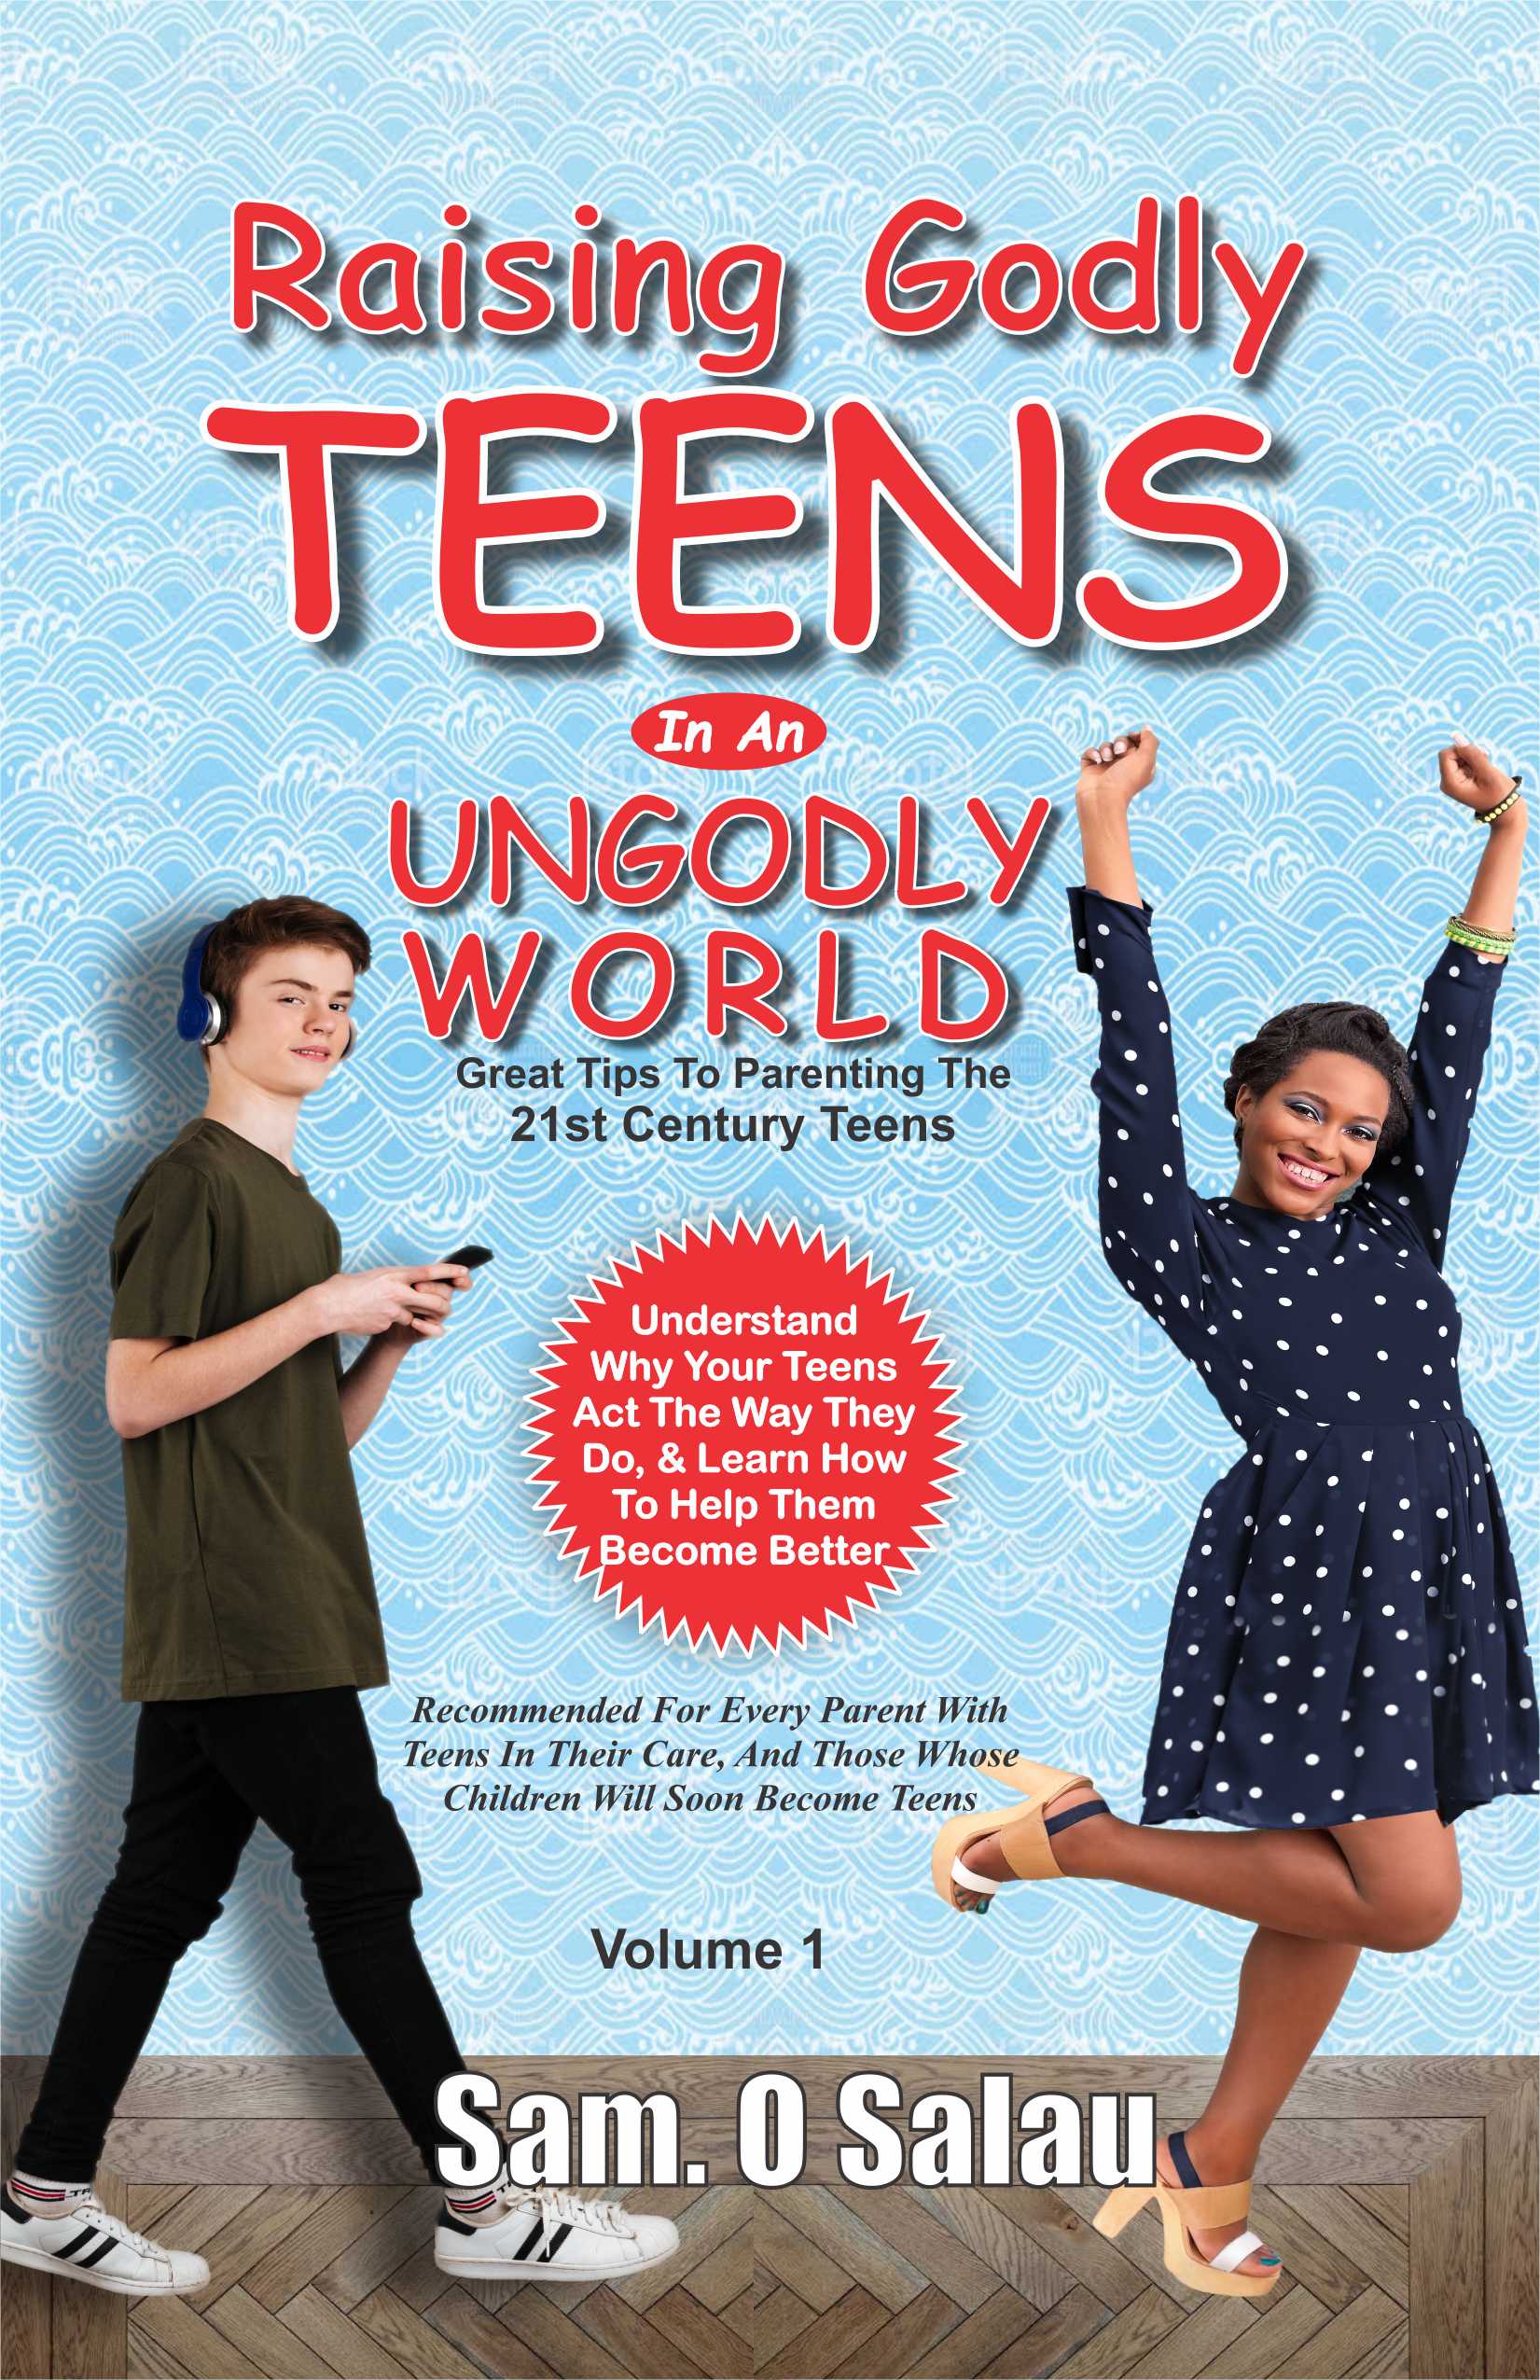 Raising Godly
TEENS
In An
UNGODLY
WORLD
Great Tips To Parenting The
21st Century Teens
Understand
Why Your Teens
Act The Way They
Do, & Learn How
To Help Them
Become Better
Recommended For Every Parent With
Teens In Their Care, And Those Whose
Children Will Soon Become Teens
Volume 1
Sam. O Salau